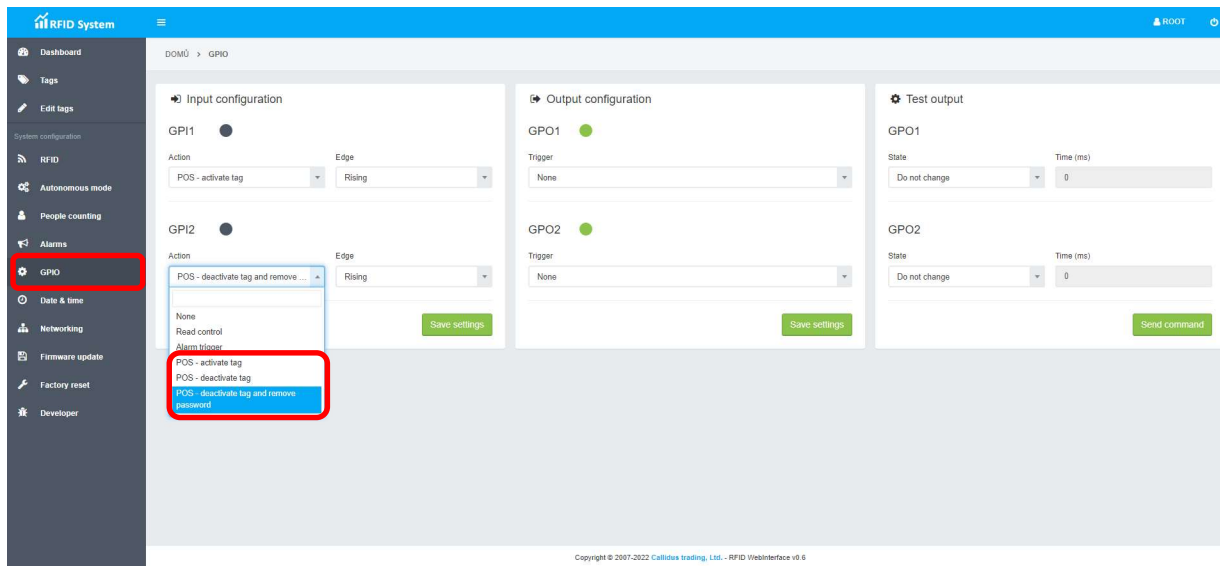 RFID System
ROOT
Dashboard
Tags
Edit tags
System configuration
RFID
Autonomous mode
People counting
Alarms
GPIO
Date & time
Networking
Firmware update
Factory reset
Developer
DOMŮ > GPIO
Input configuration
GPI1
Action Edge
POS - activate tag Rising
GPI2
Action Edge
POS - deactivate tag and remove ... Rising
None
Read control
Alarm trigger
POS - activate tag
POS - deactivate tag
POS - deactivate tag and remove
password
Save settings
Output configuration
GPO1
Trigger
None
GPO2
Trigger
None
Save settings
Test output
GPO1
State Time (ms)
Do not change 0
GPO2
State Time (ms)
Do not change 0
Send command
Copyright © 2007-2022 Callidus trading, Ltd. - RFID WebInterface v0.6